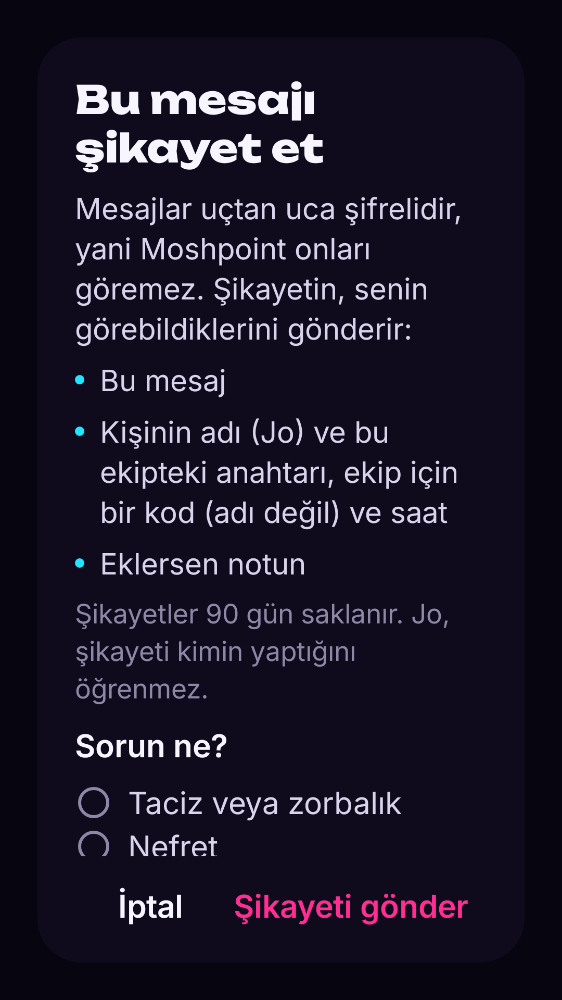 Bu mesajı
şikayet et
Mesajlar uçtan uca şifrelidir,
yani Moshpoint onları
göremez. Şikayetin, senin
görebildiklerini gönderir:
• Bu mesaj
• Kişinin adı (Jo) ve bu
ekipteki anahtarı, ekip için
bir kod (adı değil) ve saat
• Eklersen notun
Şikayetler 90 gün saklanır. Jo,
şikayeti kimin yaptığını
öğrenmez.
Sorun ne?
Taciz veya zorbalık
Nefret
İptal Şikayeti gönder